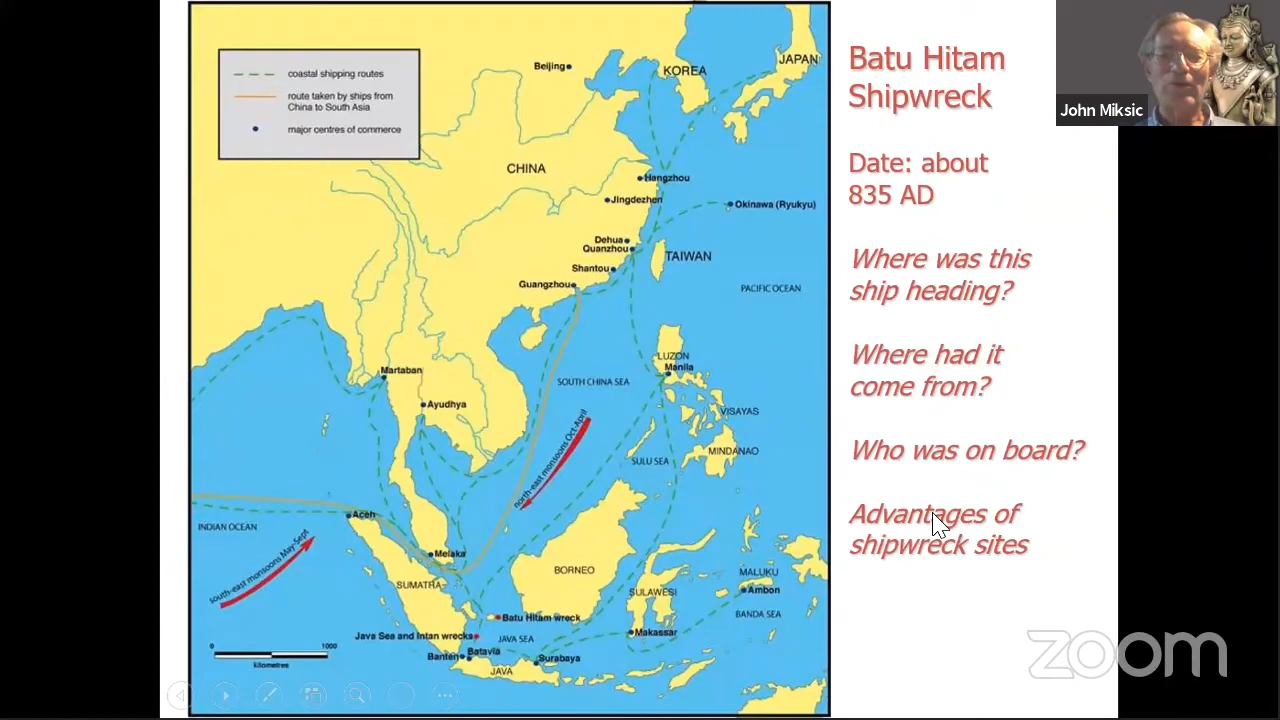 Batu Hitam
Shipwreck
Date: about
835 AD
Where was this
ship heading?
Where had it
come from?
Who was on board?
Advantages of
shipwreck sites
John Miksic
zoom
coastal shipping routes
route taken by ships from
China to South Asia
major centres of commerce
Beijing
KOREA
JAPAN
CHINA
Hangzhou
Jingdezhen
Okinawa (Ryukyu)
Dehua
Quanzhou
TAIWAN
Shantou
Guangzhou
PACIFIC OCEAN
LUZON
Manila
Martaban
SOUTH CHINA SEA
Ayudhya
VISAYAS
north-east monsoons Oct-April
SULU SEA
MINDANAO
Aceh
INDIAN OCEAN
south-east monsoons May-Sept
Melaka
SUMATRA
BORNEO
MALUKU
SULAWESI
Ambon
BANDA SEA
Batu Hitam wreck
Java Sea and Intan wrecks
JAVA SEA
Makassar
Banten
Batavia
Surabaya
JAVA
0
1000
kilometres